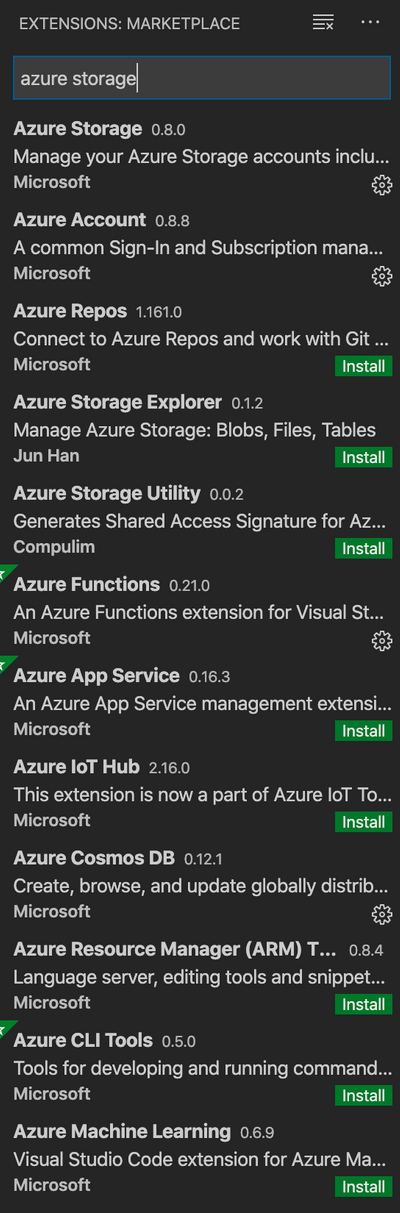 EXTENSIONS: MARKETPLACE
azure storage
Azure Storage 0.8.0
Manage your Azure Storage accounts inclu...
Microsoft
Azure Account 0.8.8
A common Sign-In and Subscription mana...
Microsoft
Azure Repos 1.161.0
Connect to Azure Repos and work with Git ...
Microsoft Install
Azure Storage Explorer 0.1.2
Manage Azure Storage: Blobs, Files, Tables
Jun Han Install
Azure Storage Utility 0.0.2
Generates Shared Access Signature for Az...
Compulim Install
Azure Functions 0.21.0
An Azure Functions extension for Visual St...
Microsoft
Azure App Service 0.16.3
An Azure App Service management extensi...
Microsoft Install
Azure IoT Hub 2.16.0
This extension is now a part of Azure IoT To...
Microsoft Install
Azure Cosmos DB 0.12.1
Create, browse, and update globally distrib...
Microsoft
Azure Resource Manager (ARM) T... 0.8.4
Language server, editing tools and snippet...
Microsoft Install
Azure CLI Tools 0.5.0
Tools for developing and running command...
Microsoft Install
Azure Machine Learning 0.6.9
Visual Studio Code extension for Azure Ma...
Microsoft Install